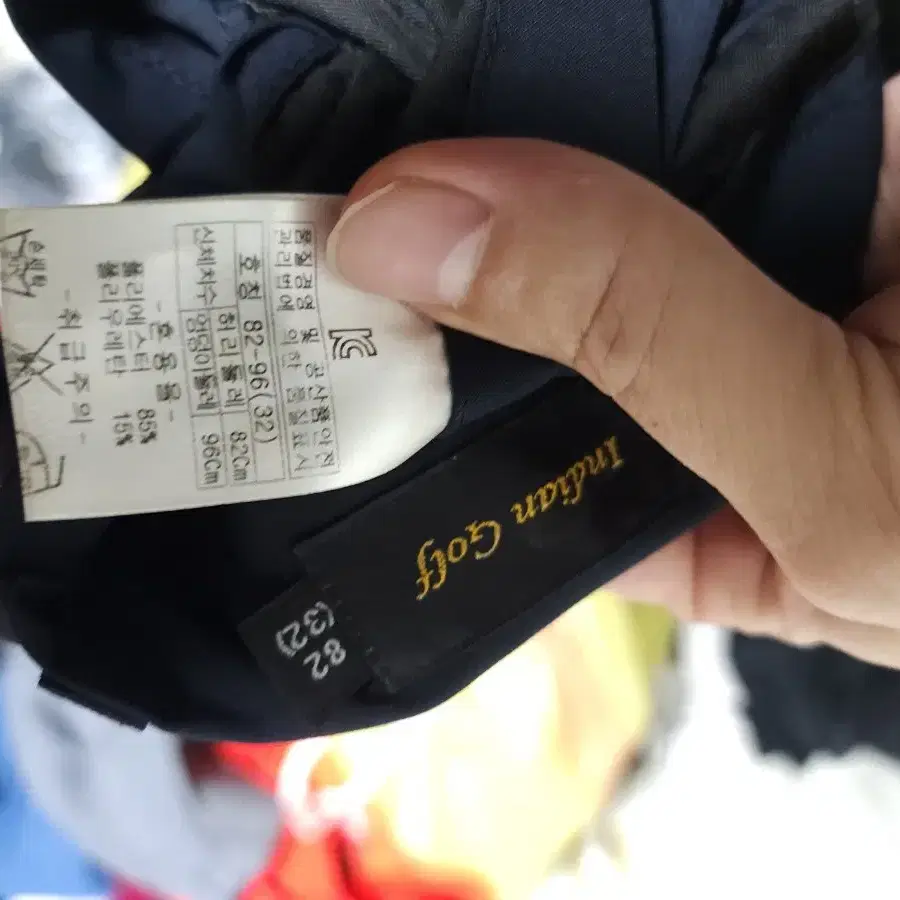 품질경영 및 공산품안전
관리법에 의한 품질표시
호칭 82-96(32)
신체치수 허리둘레 82Cm
엉덩이둘레 96Cm
-혼용율-
폴리에스터 85%
폴리우레탄 15%
-취급주의-
손세탁
Indian Golf
82
(32)